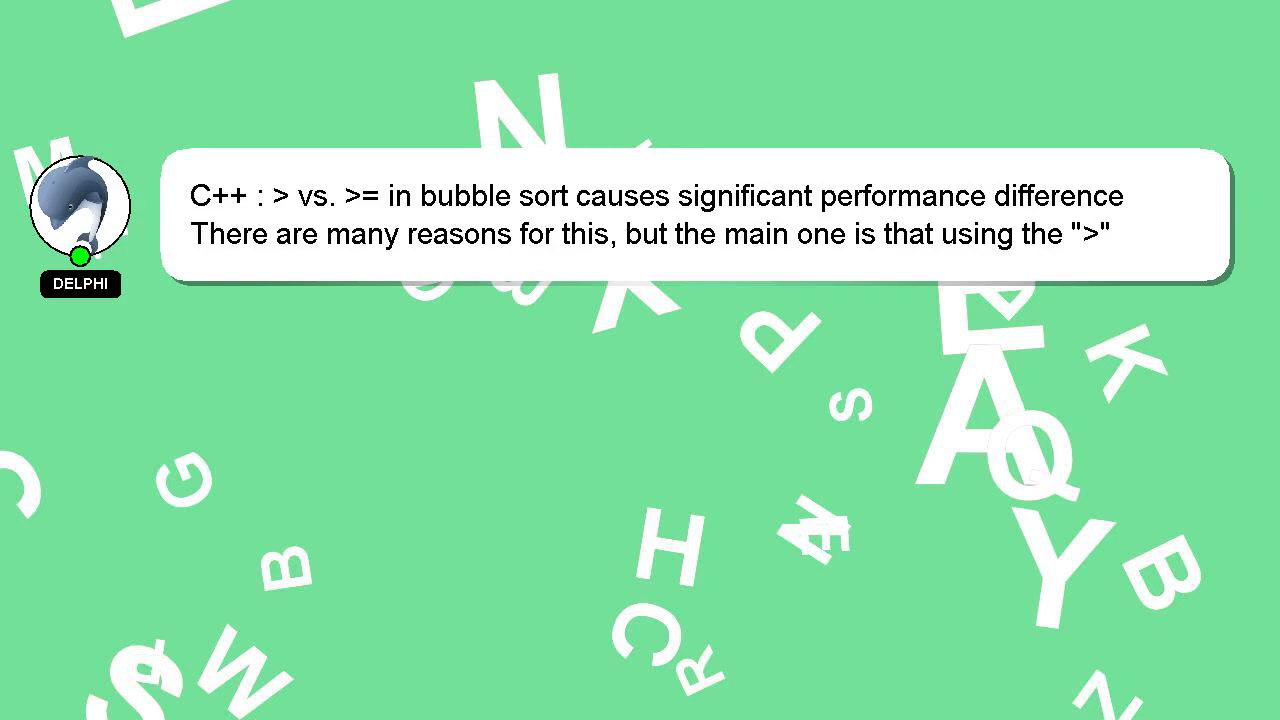 N
M
C++ : > vs. >= in bubble sort causes significant performance difference
There are many reasons for this, but the main one is that using the ">"
DELPHI
P
K
S
A
Q
G
H
Y
B
B
C
R
W
S
Z